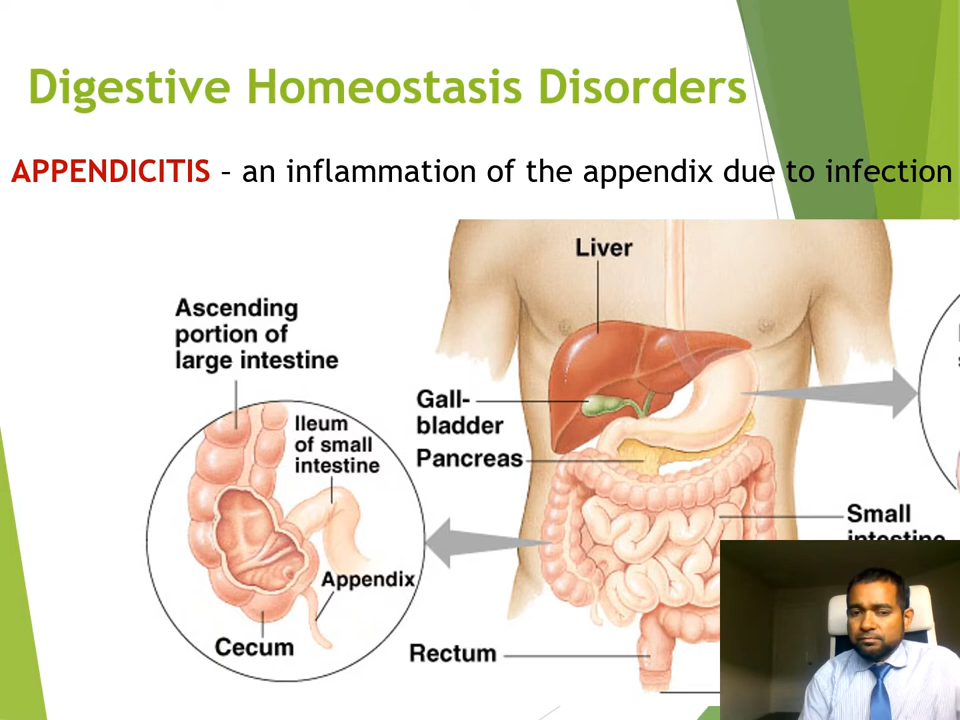 Digestive Homeostasis Disorders
APPENDICITIS – an inflammation of the appendix due to infection
Liver
Ascending
portion of
large intestine
Ileum
of small
intestine
Gall-
bladder
Pancreas
Small
intestine
Appendix
Cecum
Rectum